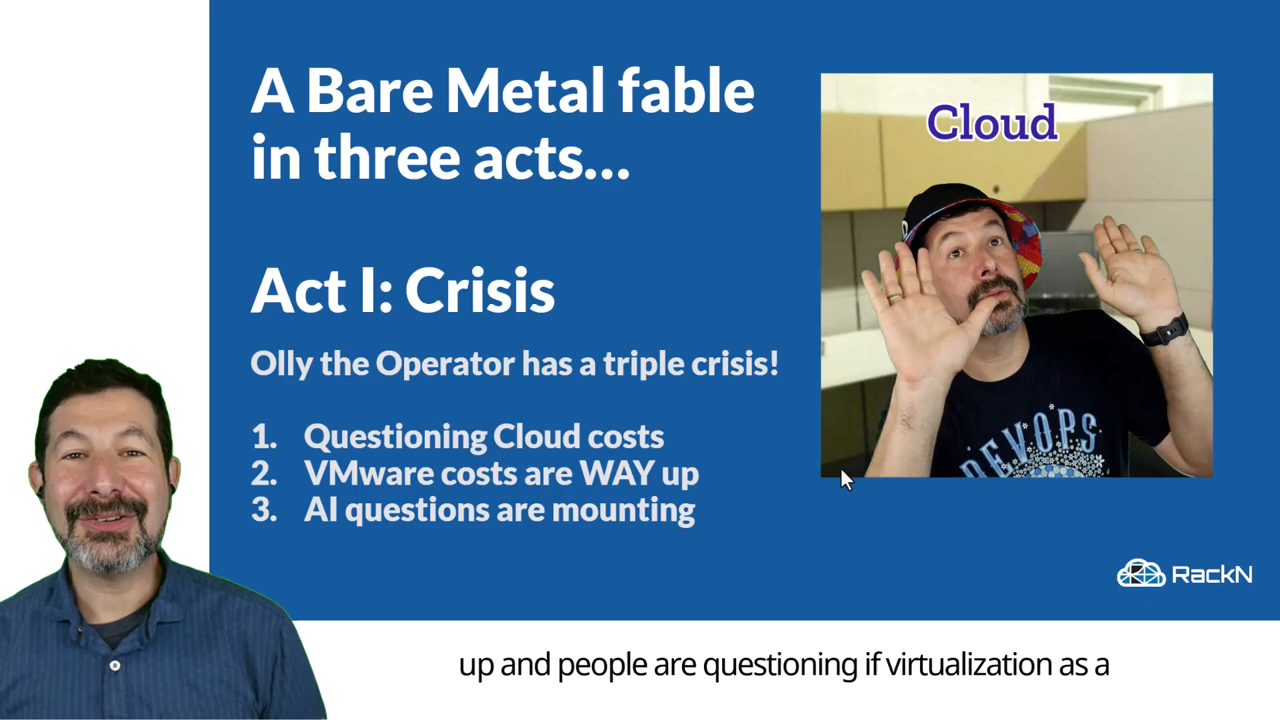 A Bare Metal fable
in three acts...
Act I: Crisis
Olly the Operator has a triple crisis!
1. Questioning Cloud costs
2. VMware costs are WAY up
3. AI questions are mounting
Cloud
DEVOPS
RackN
up and people are questioning if virtualization as a